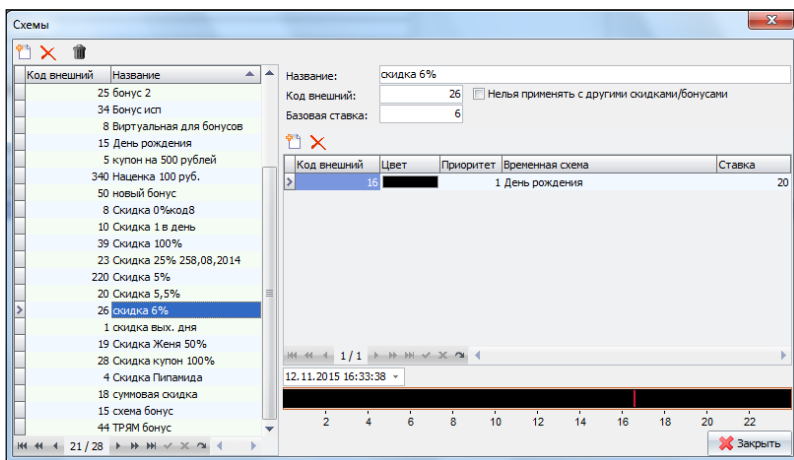 Схемы
Код внешний Название
25 бонус 2
34 Бонус исп
8 Виртуальная для бонусов
15 День рождения
5 купон на 500 рублей
340 Наценка 100 руб.
50 новый бонус
8 Скидка 0%код8
10 Скидка 1 в день
39 Скидка 100%
23 Скидка 25% 258,08,2014
220 Скидка 5%
20 Скидка 5,5%
26 скидка 6%
1 скидка вых. дня
19 Скидка Женя 50%
28 Скидка купон 100%
4 Скидка Пипамида
18 суммовая скидка
15 схема бонус
44 ТРЯМ бонус
21 / 28
Название: скидка 6%
Код внешний: 26 Нелья применять с другими скидками/бонусами
Базовая ставка: 6
Код внешний Цвет Приоритет Временная схема Ставка
16 1 День рождения 20
1 / 1
12.11.2015 16:33:38
2 4 6 8 10 12 14 16 18 20 22
Закрыть